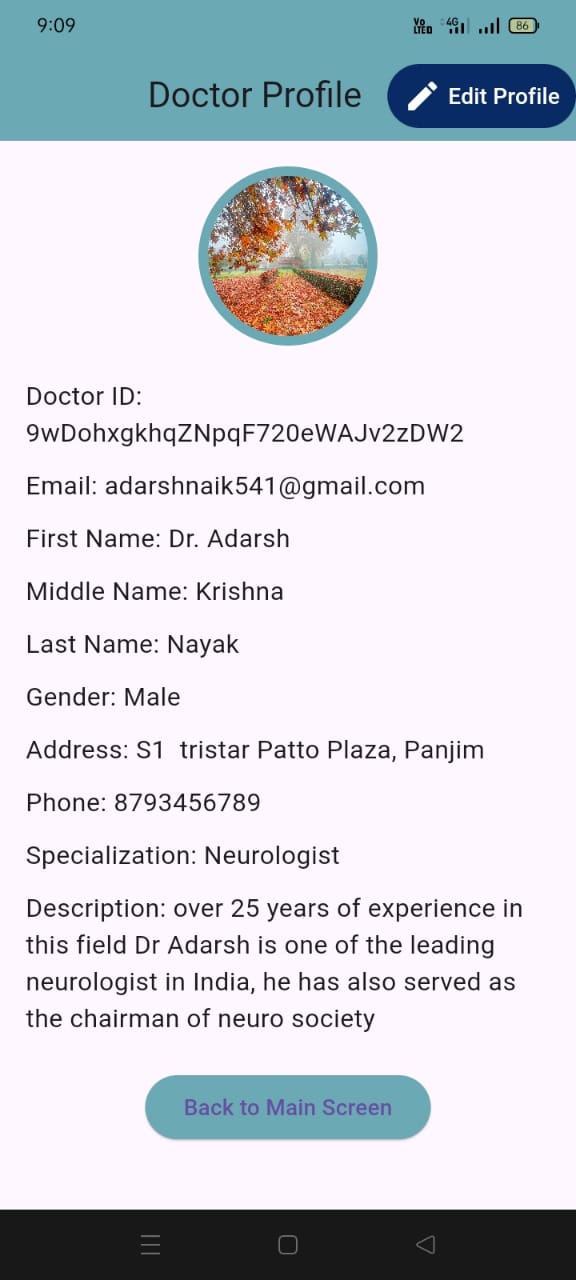 9:09
Vo LTED 4G 86
Doctor Profile
Edit Profile
Doctor ID:
9wDohxgkhqZNpqF720eWAJv2zDW2
Email: adarshnaik541@gmail.com
First Name: Dr. Adarsh
Middle Name: Krishna
Last Name: Nayak
Gender: Male
Address: S1  tristar Patto Plaza, Panjim
Phone: 8793456789
Specialization: Neurologist
Description: over 25 years of experience in
this field Dr Adarsh is one of the leading
neurologist in India, he has also served as
the chairman of neuro society
Back to Main Screen